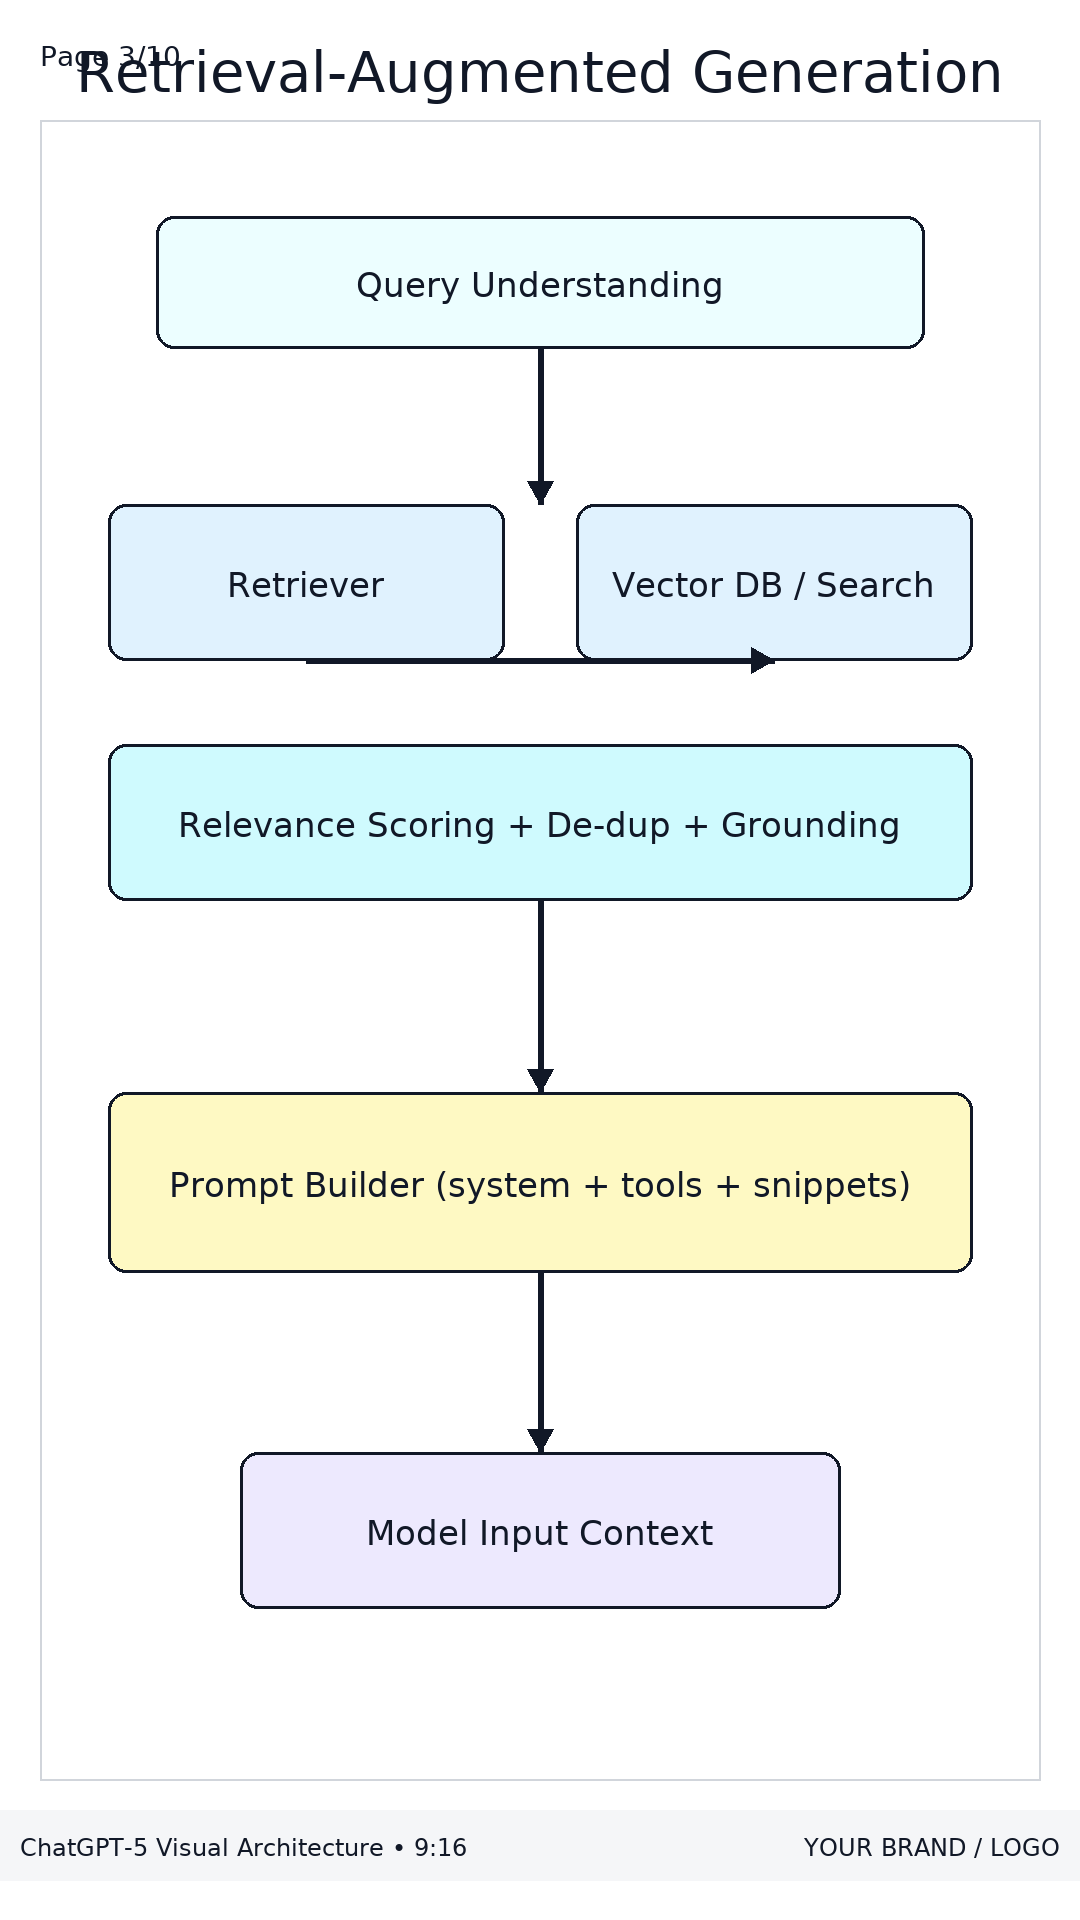 Page 3/10
Retrieval-Augmented Generation
Query Understanding
Retriever
Vector DB / Search
Relevance Scoring + De-dup + Grounding
Prompt Builder (system + tools + snippets)
Model Input Context
ChatGPT-5 Visual Architecture • 9:16
YOUR BRAND / LOGO